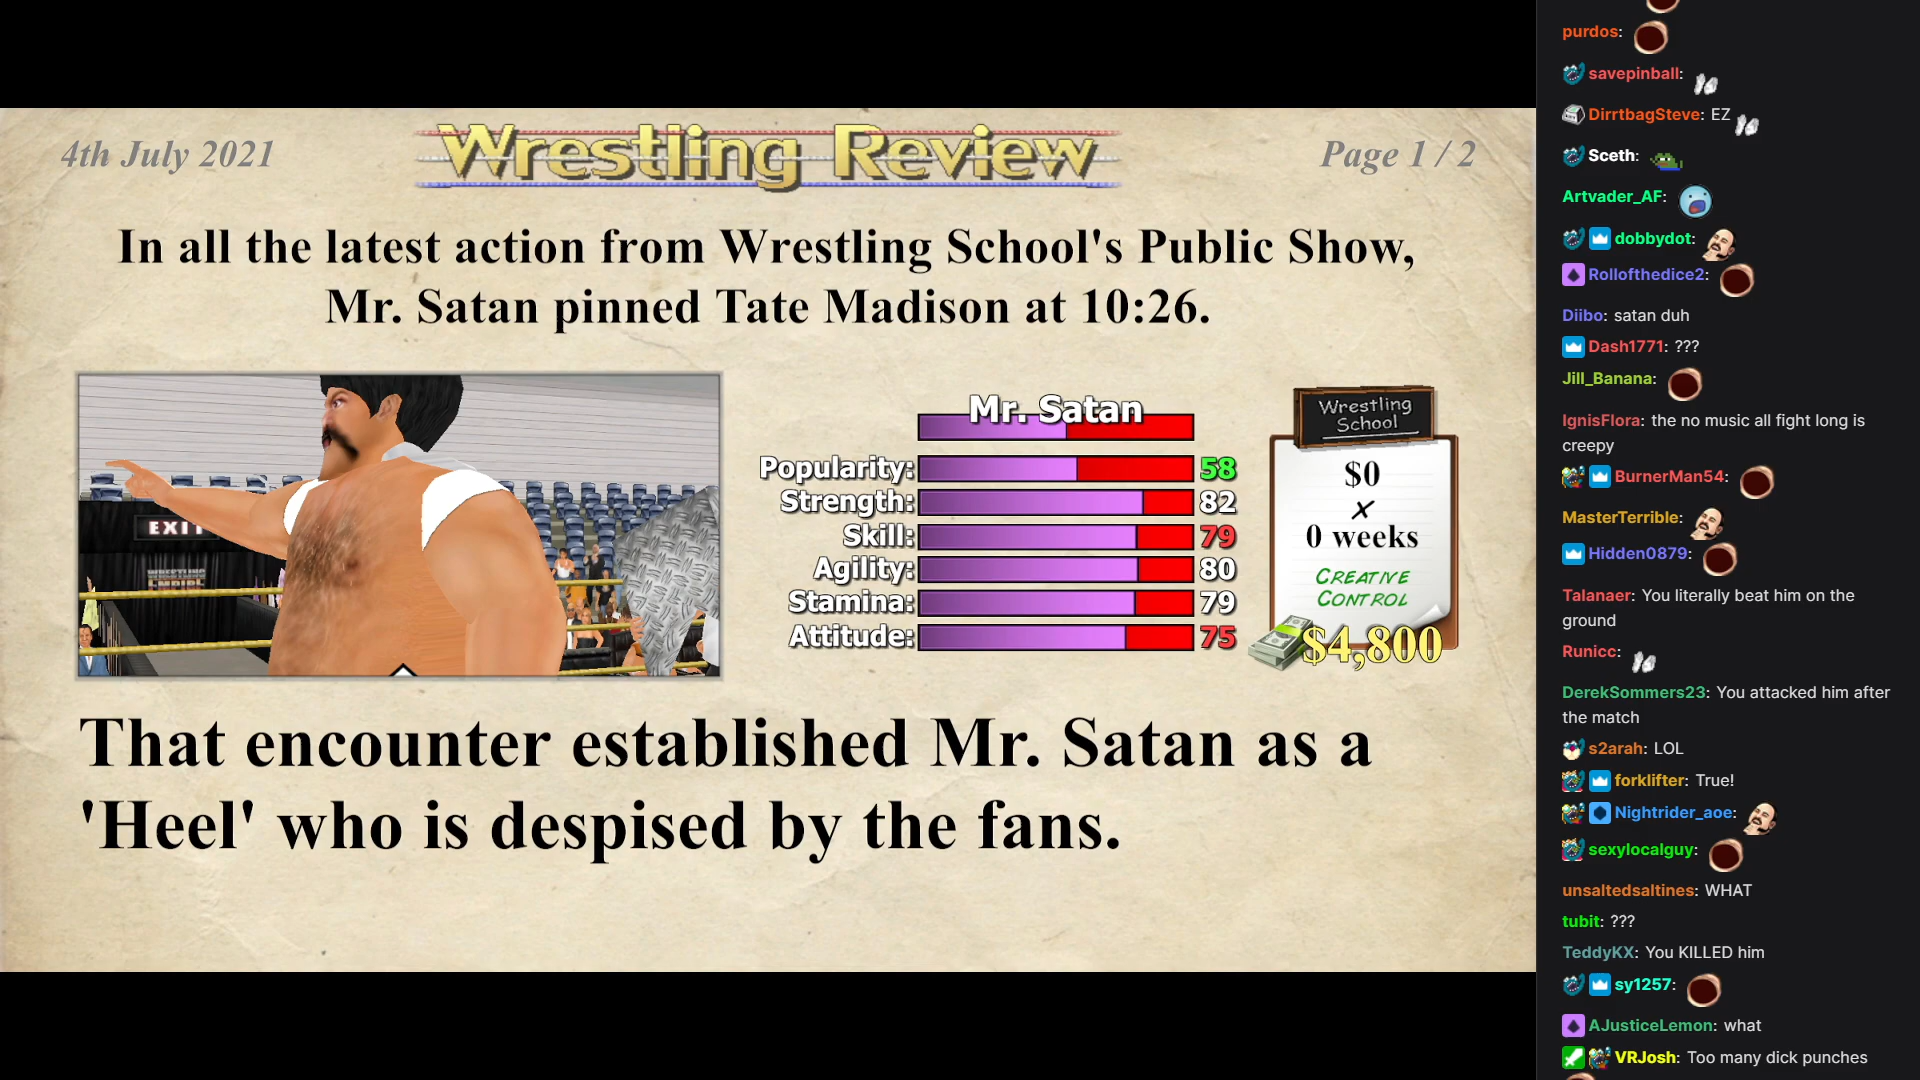 4th July 2021
Wrestling Review
Page 1 / 2
In all the latest action from Wrestling School's Public Show,
Mr. Satan pinned Tate Madison at 10:26.
EXIT
WRESTLING
EMPIRE
Mr. Satan
Popularity: 58
Strength: 82
Skill: 79
Agility: 80
Stamina: 79
Attitude: 75
Wrestling
School
$0
x
0 weeks
CREATIVE
CONTROL
$4,800
That encounter established Mr. Satan as a
'Heel' who is despised by the fans.
purdos:
savepinball:
DirrtbagSteve: EZ
Sceth:
Artvader_AF:
dobbydot:
Rollofthedice2:
Diibo: satan duh
Dash1771: ???
Jill_Banana:
IgnisFlora: the no music all fight long is
creepy
BurnerMan54:
MasterTerrible:
Hidden0879:
Talanaer: You literally beat him on the
ground
Runicc:
DerekSommers23: You attacked him after
the match
s2arah: LOL
forklifter: True!
Nightrider_aoe:
sexylocalguy:
unsaltedsaltines: WHAT
tubit: ???
TeddyKX: You KILLED him
sy1257:
AJusticeLemon: what
VRJosh: Too many dick punches